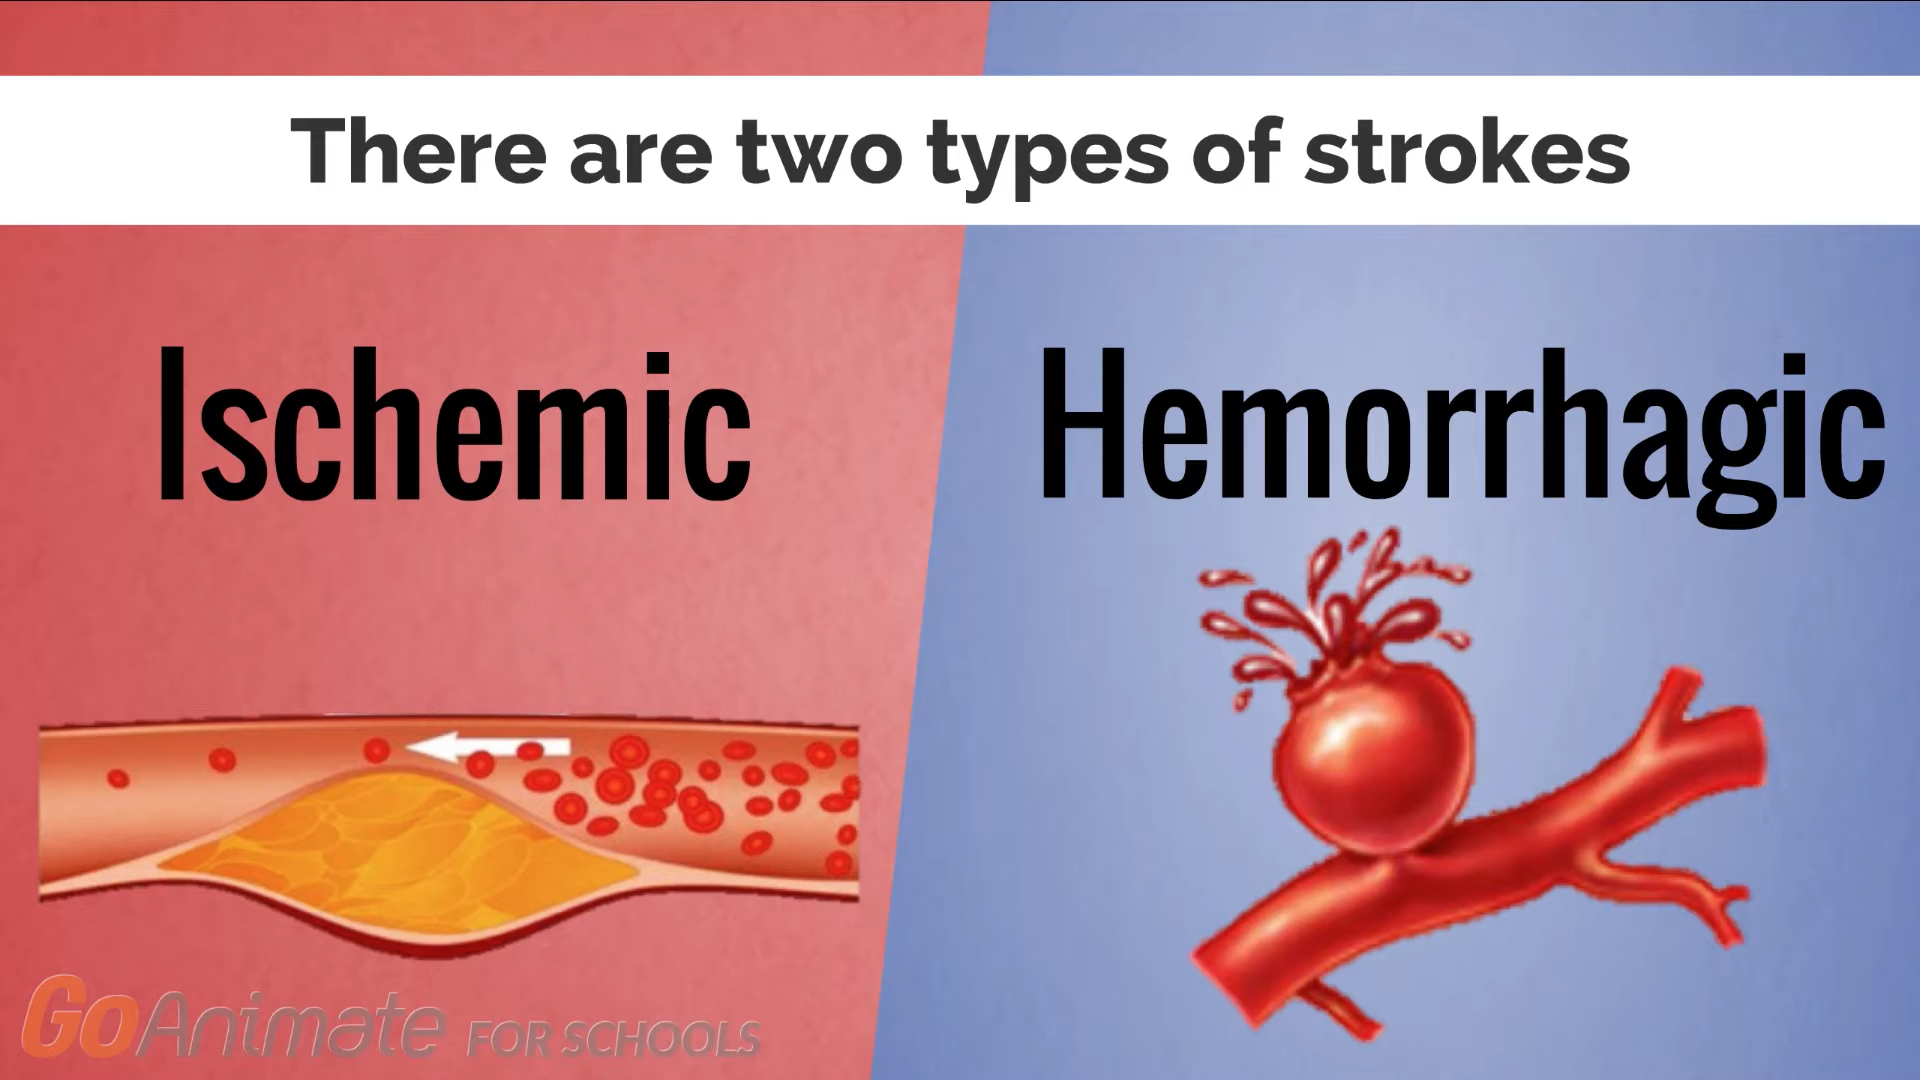 There are two types of strokes
Ischemic
Hemorrhagic
GoAnimate FOR SCHOOLS